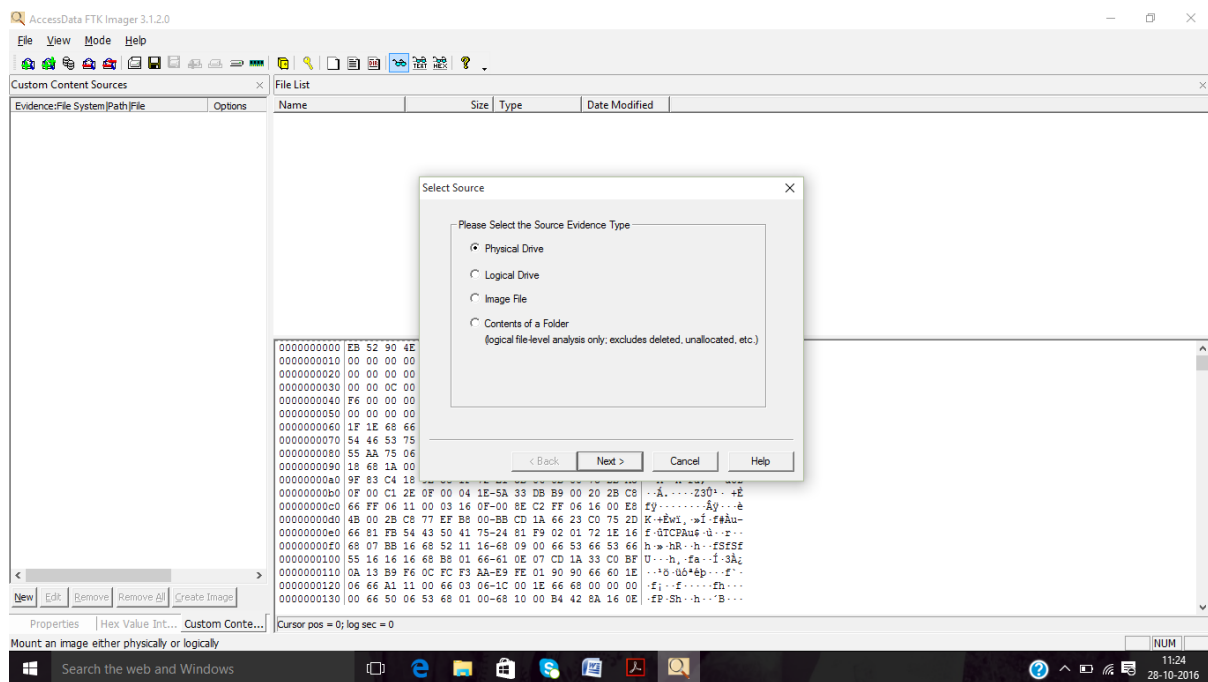 AccessData FTK Imager 3.1.2.0
File View Mode Help
Custom Content Sources
Evidence:File System|Path|File Options
File List
Name Size Type Date Modified
Select Source
Please Select the Source Evidence Type
Physical Drive
Logical Drive
Image File
Contents of a Folder
(logical file-level analysis only; excludes deleted, unallocated, etc.)
< Back Next > Cancel Help
0000000000 EB 52 90 4E
0000000010 00 00 00 00
0000000020 00 00 00 00
0000000030 00 00 0C 00
0000000040 F6 00 00 00
0000000050 00 00 00 00
0000000060 1F 1E 68 66
0000000070 54 46 53 75
0000000080 55 AA 75 06
0000000090 18 68 1A 00
00000000a0 9F 83 C4 18
00000000b0 0F 00 C1 2E 0F 00 04 1E-5A 33 DB B9 00 20 2B C8 ··Á.····Z3Û¹· +È
00000000c0 66 FF 06 11 00 03 16 0F-00 8E C2 FF 06 16 00 E8 fÿ········Âÿ···è
00000000d0 4B 00 2B C8 77 EF B8 00-BB CD 1A 66 23 C0 75 2D K·+Èwï¸·»Í·f#Àu-
00000000e0 66 81 FB 54 43 50 41 75-24 81 F9 02 01 72 1E 16 f·ûTCPAu$·ù··r··
00000000f0 68 07 BB 16 68 52 11 16-68 09 00 66 53 66 53 66 h·»·hR··h··fSfSf
0000000100 55 16 16 16 68 B8 01 66-61 0E 07 CD 1A 33 C0 BF U···h¸·fa··Í·3À¿
0000000110 0A 13 B9 F6 0C FC F3 AA-E9 FE 01 90 90 66 60 1E ··¹ö·üóªéþ···f`·
0000000120 06 66 A1 11 00 66 03 06-1C 00 1E 66 68 00 00 00 ·f¡··f·····fh···
0000000130 00 66 50 06 53 68 01 00-68 10 00 B4 42 8A 16 0E ·fP·Sh··h··´B···
New Edit Remove Remove All Create Image
Properties Hex Value Int... Custom Conte...
Cursor pos = 0; log sec = 0
Mount an image either physically or logically
NUM
Search the web and Windows
11:24
28-10-2016